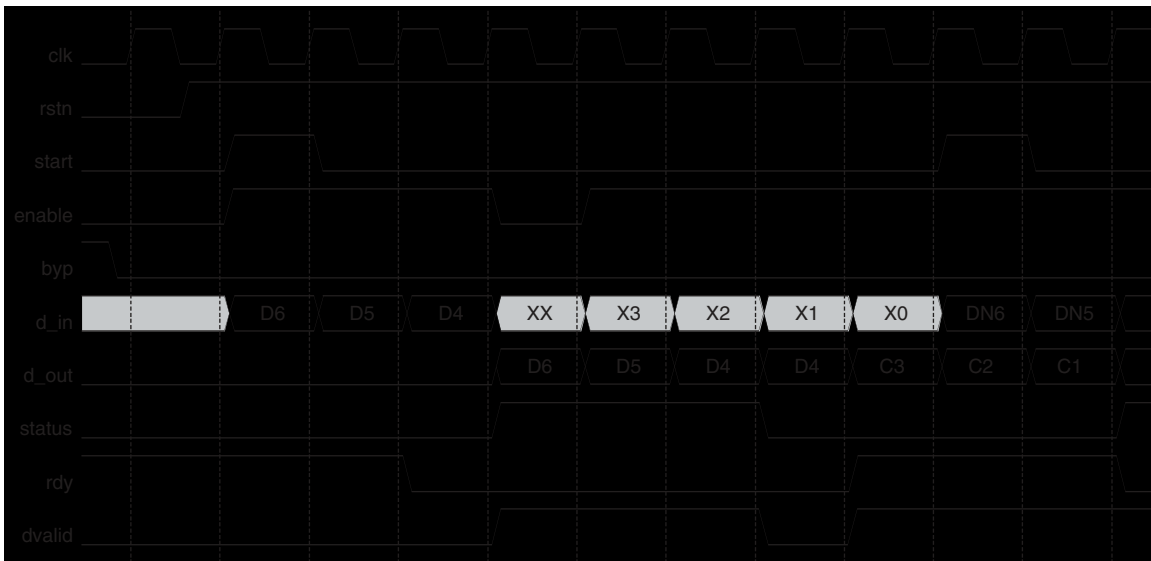 clk
rstn
start
enable
byp
d_in D6 D5 D4 XX X3 X2 X1 X0 DN6 DN5
d_out D6 D5 D4 D4 C3 C2 C1
status
rdy
dvalid